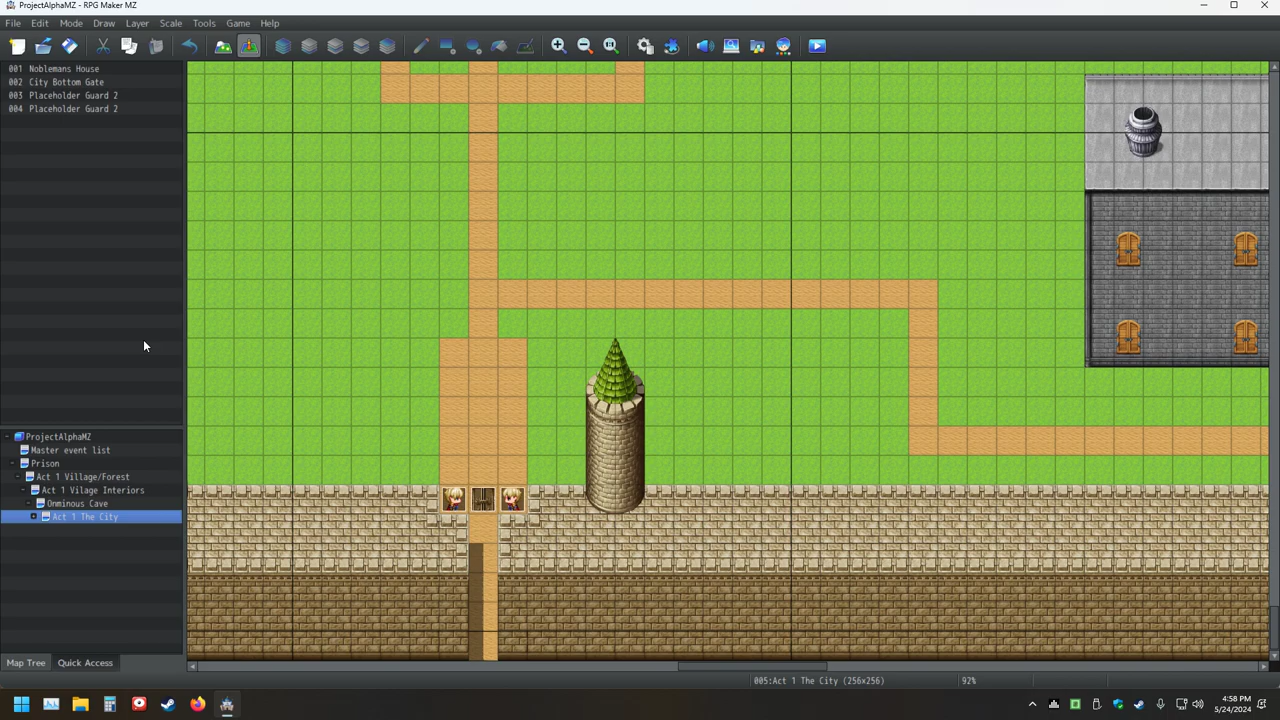 ProjectAlphaMZ - RPG Maker MZ
File Edit Mode Draw Layer Scale Tools Game Help
001 Noblemans House
002 City Bottom Gate
003 Placeholder Guard 2
004 Placeholder Guard 2
ProjectAlphaMZ
Master event list
Prison
Act 1 Village/Forest
Act 1 Vilage Interiors
Onminous Cave
Act 1 The City
Map Tree Quick Access
005:Act 1 The City (256x256) 92%
4:58 PM
5/24/2024